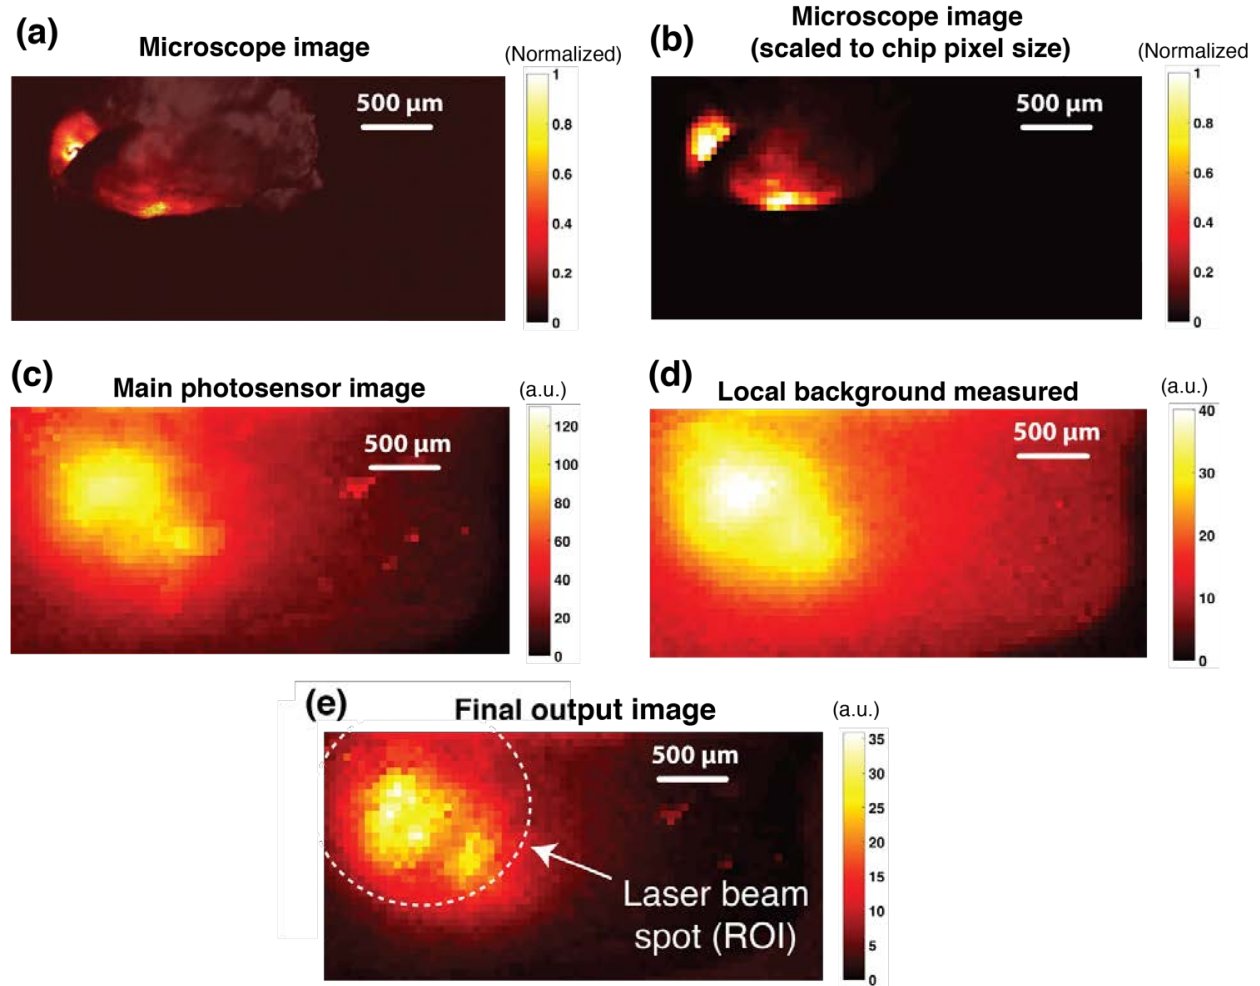 (a)
Microscope image
(Normalized)
500 µm
1
0.8
0.6
0.4
0.2
0
(b)
Microscope image
(scaled to chip pixel size)
(Normalized
500 µm
1
0.8
0.6
0.4
0.2
0
(c)
Main photosensor image
(a.u.)
500 µm
120
100
80
60
40
20
0
(d)
Local background measured
(a.u.)
500 µm
40
30
20
10
0
(e)
Final output image
(a.u.)
500 µm
35
30
25
20
15
10
5
0
Laser beam
spot (ROI)